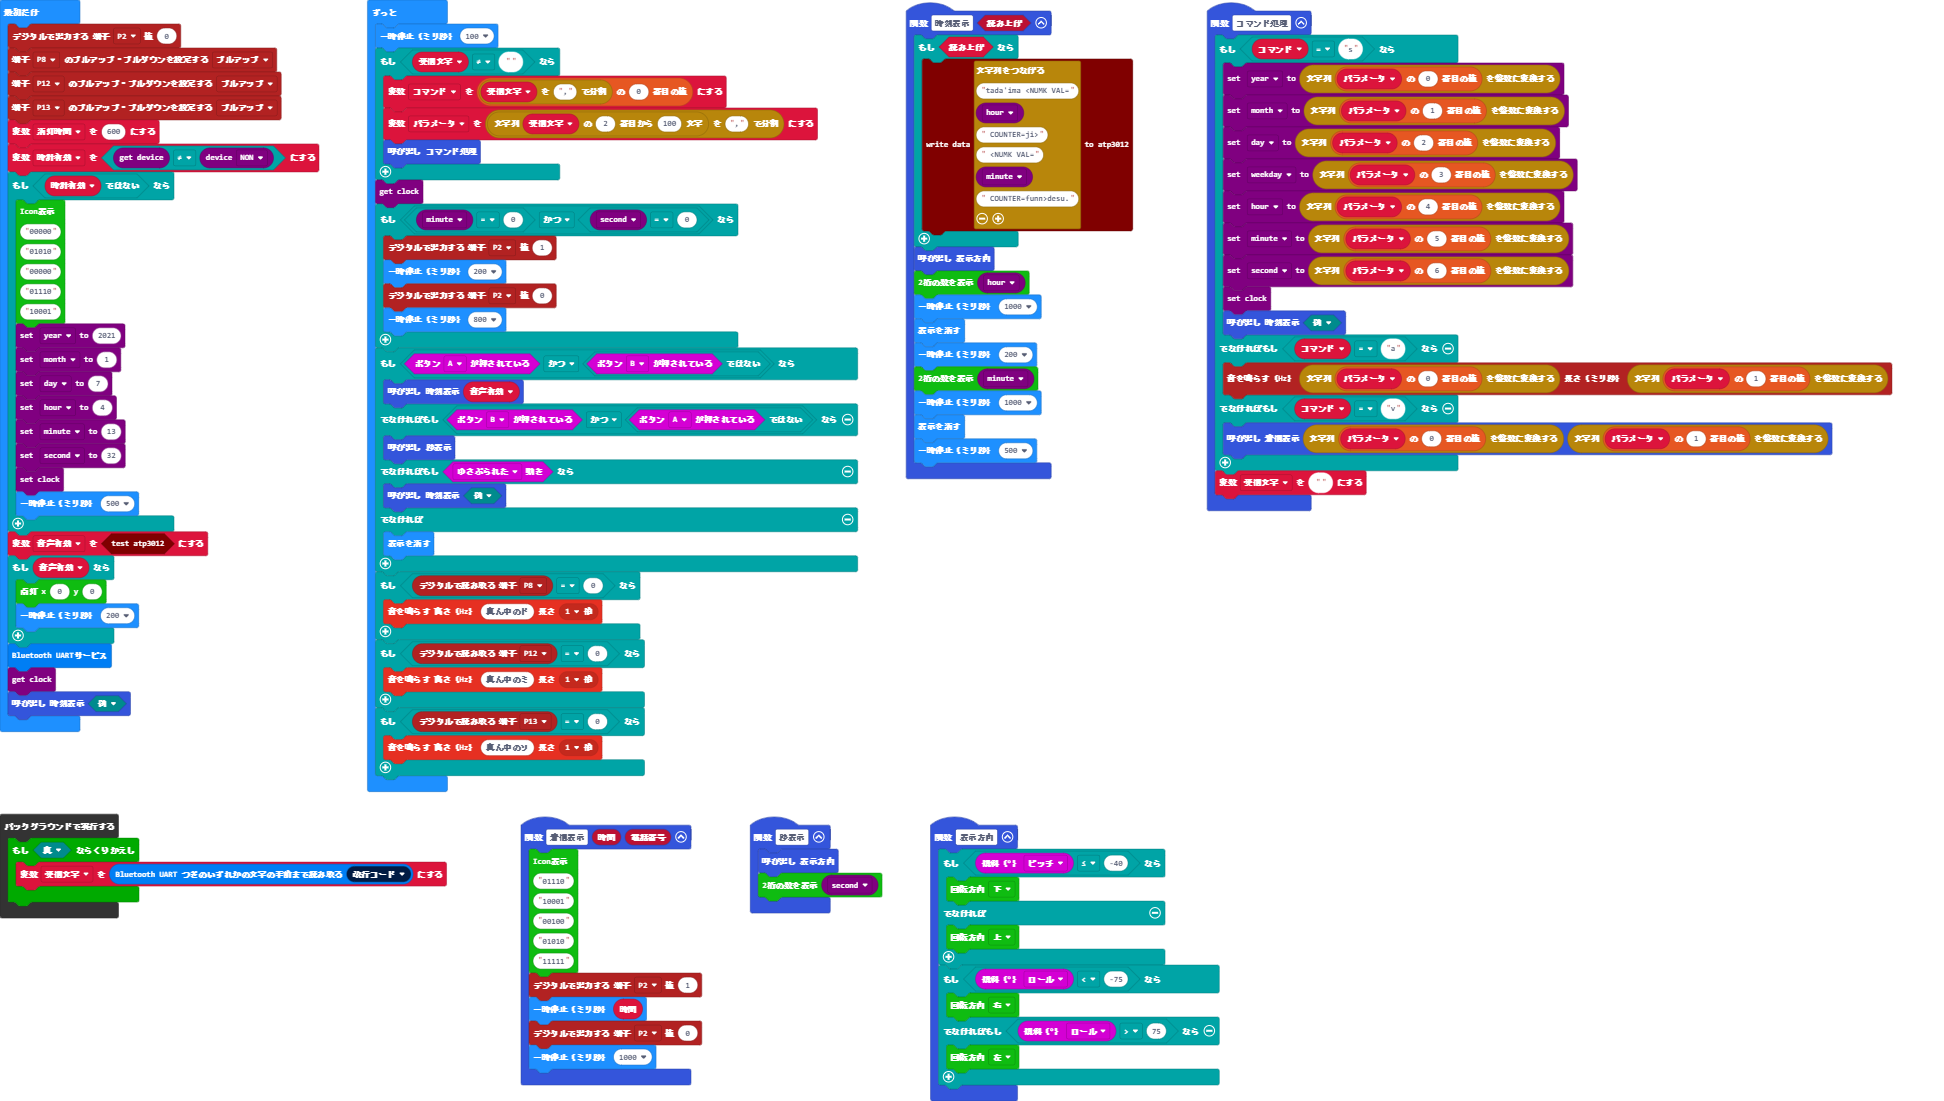 最初だけ
デジタルで出力する 端子 P2 値 0
端子 P8 のプルアップ・プルダウンを設定する プルアップ
端子 P12 のプルアップ・プルダウンを設定する プルアップ
端子 P13 のプルアップ・プルダウンを設定する プルアップ
変数 消灯時間 を 600 にする
変数 時計有効 を get device ≠ device NON にする
もし 時計有効 ではない なら
Icon表示
"00000"
"01010"
"00000"
"01110"
"10001"
set year to 2021
set month to 1
set day to 7
set hour to 4
set minute to 13
set second to 32
set clock
一時停止（ミリ秒） 500
変数 音声有効 を test atp3012 にする
もし 音声有効 なら
点灯 x 0 y 0
一時停止（ミリ秒） 200
Bluetooth UARTサービス
get clock
呼び出し 時刻表示 偽
ずっと
一時停止（ミリ秒） 100
もし 受信文字 ≠ "" なら
変数 コマンド を 受信文字 を "," で分割 の 0 番目の値 にする
変数 パラメータ を 文字列 受信文字 の 2 番目から 100 文字 を "," で分割 にする
呼び出し コマンド処理
get clock
もし minute = 0 かつ second = 0 なら
デジタルで出力する 端子 P2 値 1
一時停止（ミリ秒） 200
デジタルで出力する 端子 P2 値 0
一時停止（ミリ秒） 800
もし ボタン A が押されている かつ ボタン B が押されている ではない なら
呼び出し 時刻表示 音声有効
でなければもし ボタン B が押されている かつ ボタン A が押されている ではない なら
呼び出し 秒表示
でなければもし ゆさぶられた 動き なら
呼び出し 時刻表示 偽
でなければ
表示を消す
もし デジタルで読み取る 端子 P8 = 0 なら
音を鳴らす 高さ（Hz） 真ん中のド 長さ 1 拍
もし デジタルで読み取る 端子 P12 = 0 なら
音を鳴らす 高さ（Hz） 真ん中のミ 長さ 1 拍
もし デジタルで読み取る 端子 P13 = 0 なら
音を鳴らす 高さ（Hz） 真ん中のソ 長さ 1 拍
関数 時刻表示 読み上げ
もし 読み上げ なら
文字列をつなげる
"tada'ima <NUMK VAL="
hour
" COUNTER=ji>"
" <NUMK VAL="
write data to atp3012
minute
" COUNTER=funn>desu."
呼び出し 表示方向
2桁の数を表示 hour
一時停止（ミリ秒） 1000
表示を消す
一時停止（ミリ秒） 200
2桁の数を表示 minute
一時停止（ミリ秒） 1000
表示を消す
一時停止（ミリ秒） 500
関数 コマンド処理
もし コマンド = "s" なら
set year to 文字列 パラメータ の 0 番目の値 を整数に変換する
set month to 文字列 パラメータ の 1 番目の値 を整数に変換する
set day to 文字列 パラメータ の 2 番目の値 を整数に変換する
set weekday to 文字列 パラメータ の 3 番目の値 を整数に変換する
set hour to 文字列 パラメータ の 4 番目の値 を整数に変換する
set minute to 文字列 パラメータ の 5 番目の値 を整数に変換する
set second to 文字列 パラメータ の 6 番目の値 を整数に変換する
set clock
呼び出し 時刻表示 偽
でなければもし コマンド = "a" なら
音を鳴らす（Hz） 文字列 パラメータ の 0 番目の値 を整数に変換する 長さ（ミリ秒） 文字列 パラメータ の 1 番目の値 を整数に変換する
でなければもし コマンド = "v" なら
呼び出し 着信表示 文字列 パラメータ の 0 番目の値 を整数に変換する 文字列 パラメータ の 1 番目の値 を整数に変換する
変数 受信文字 を "" にする
バックグラウンドで実行する
もし 真 ならくりかえし
変数 受信文字 を Bluetooth UART つぎのいずれかの文字の手前まで読み取る 改行コード にする
関数 着信表示 時間 電話番号
Icon表示
"01110"
"10001"
"00100"
"01010"
"11111"
デジタルで出力する 端子 P2 値 1
一時停止（ミリ秒） 時間
デジタルで出力する 端子 P2 値 0
一時停止（ミリ秒） 1000
関数 秒表示
呼び出し 表示方向
2桁の数を表示 second
関数 表示方向
もし 傾斜（°） ピッチ ≤ -40 なら
回転方向 下
でなければ
回転方向 上
もし 傾斜（°） ロール < -75 なら
回転方向 右
でなければもし 傾斜（°） ロール > 75 なら
回転方向 左